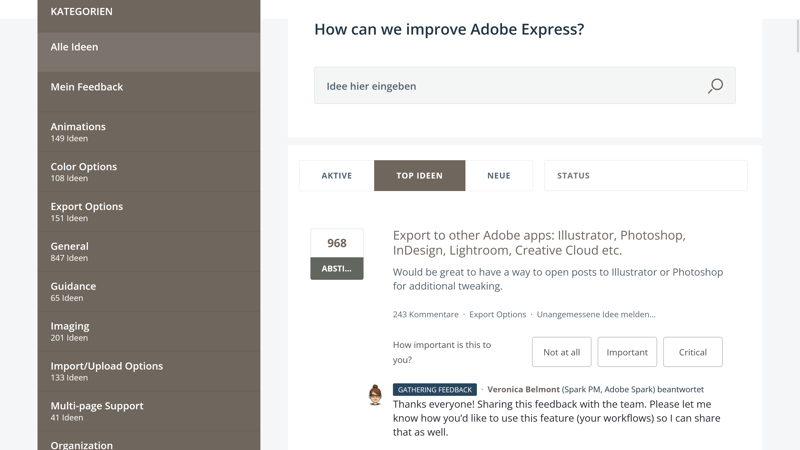 KATEGORIEN
Alle Ideen
Mein Feedback
Animations
149 Ideen
Color Options
108 Ideen
Export Options
151 Ideen
General
847 Ideen
Guidance
65 Ideen
Imaging
201 Ideen
Import/Upload Options
133 Ideen
Multi-page Support
41 Ideen
Organization
How can we improve Adobe Express?
Idee hier eingeben
AKTIVE
TOP IDEEN
NEUE
STATUS
968
ABSTI...
Export to other Adobe apps: Illustrator, Photoshop,
InDesign, Lightroom, Creative Cloud etc.
Would be great to have a way to open posts to Illustrator or Photoshop
for additional tweaking.
243 Kommentare · Export Options · Unangemessene Idee melden...
How important is this to
you?
Not at all
Important
Critical
GATHERING FEEDBACK · Veronica Belmont (Spark PM, Adobe Spark) beantwortet
Thanks everyone! Sharing this feedback with the team. Please let me
know how you'd like to use this feature (your workflows) so I can share
that as well.